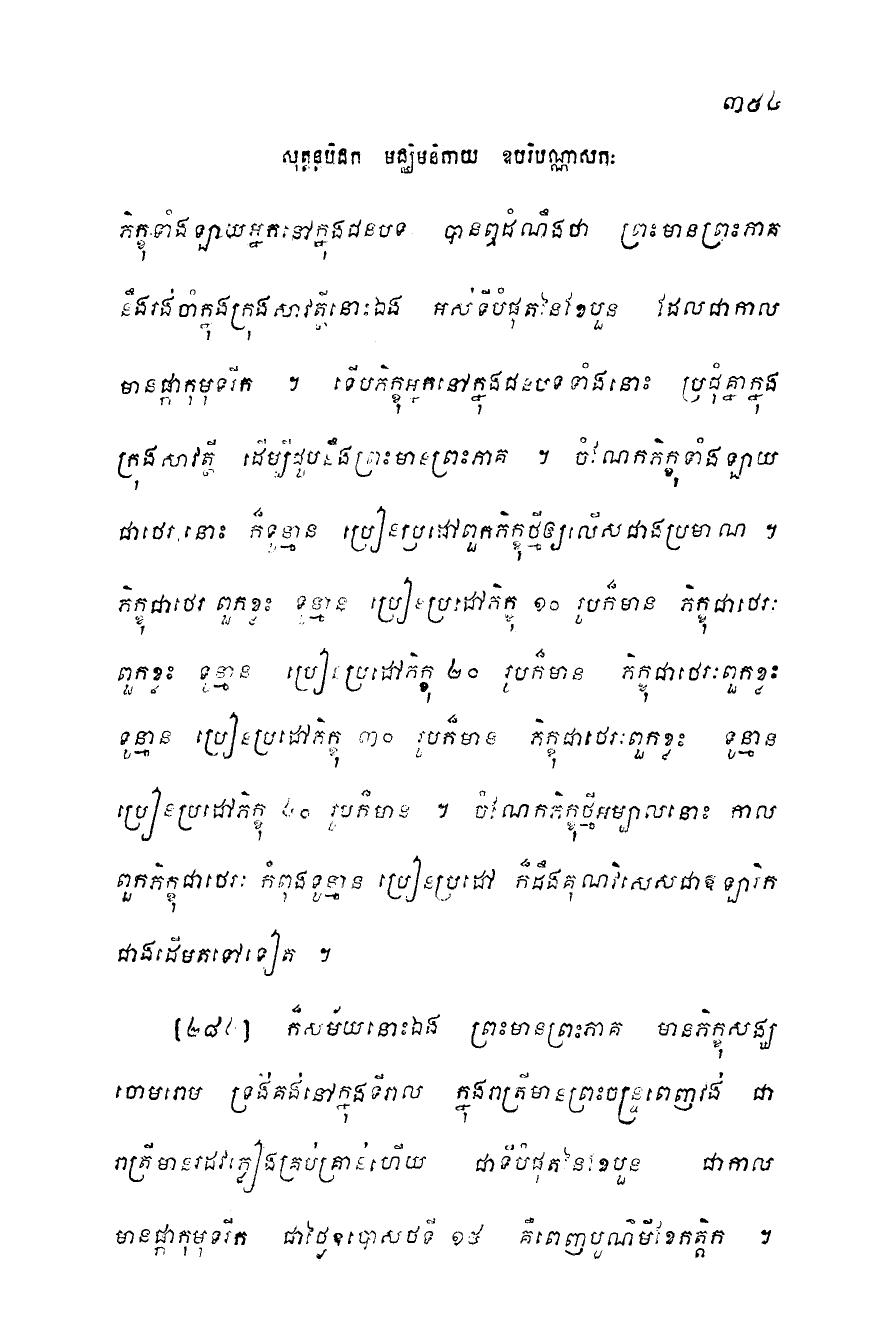 ៣៥៤
សុត្តន្តបិដក មជ្ឈិមនិកាយ ឧបរិបណ្ណាសកៈ
ភិក្ខុទាំងឡាយអ្នកនៅក្នុងជនបទ បានឮដំណឹងថា ព្រះមានព្រះភាគ
នឹងរង់ចាំក្នុងក្រុងសាវត្ថីនោះឯង អស់ទីបំផុតនៃខែបួន ដែលជាកាល
មានផ្កាកុមុទរីក ។ ទើបភិក្ខុអ្នកនៅក្នុងជនបទទាំងនោះ ប្រជុំគ្នាក្នុង
ក្រុងសាវត្ថី ដើម្បីជួបនឹងព្រះមានព្រះភាគ ។ ចំណែកភិក្ខុទាំងឡាយ
ជាថេរៈនោះ ក៏ទូន្មាន ប្រៀនប្រដៅពួកភិក្ខុថ្មីឲ្យលើសជាងប្រមាណ ។
ភិក្ខុជាថេរៈពួកខ្លះ ទូន្មាន ប្រៀនប្រដៅភិក្ខុ ១០ រូបក៏មាន ភិក្ខុជាថេរៈ
ពួកខ្លះ ទូន្មាន ប្រៀនប្រដៅភិក្ខុ ២០ រូបក៏មាន ភិក្ខុជាថេរៈពួកខ្លះ
ទូន្មាន ប្រៀនប្រដៅភិក្ខុ ៣០ រូបក៏មាន ភិក្ខុជាថេរៈពួកខ្លះ ទូន្មាន
ប្រៀនប្រដៅភិក្ខុ ៤០ រូបក៏មាន ។ ចំណែកភិក្ខុថ្មីអម្បាលនោះ កាល
ពួកភិក្ខុជាថេរៈ កំពុងទូន្មាន ប្រៀនប្រដៅ ក៏ដឹងគុណវិសេសជាឱឡារិក
ជាងដើមតទៅទៀត ។
[២៨៤] ក៏សម័យនោះឯង ព្រះមានព្រះភាគ មានភិក្ខុសង្ឃ
ចោមរោម ទ្រង់គង់នៅក្នុងទីវាល ក្នុងរាត្រីមានព្រះចន្ទ្រពេញវង់ ជា
រាត្រីមានរដវភ្លៀងគ្រប់គ្រាន់ហើយ ជាទីបំផុតនៃខែបួន ជាកាល
មានផ្កាកុមុទរីក ជាថ្ងៃឧបោសថទី ១៥ គឺពេញបូណ៌មីខែកត្តិក ។